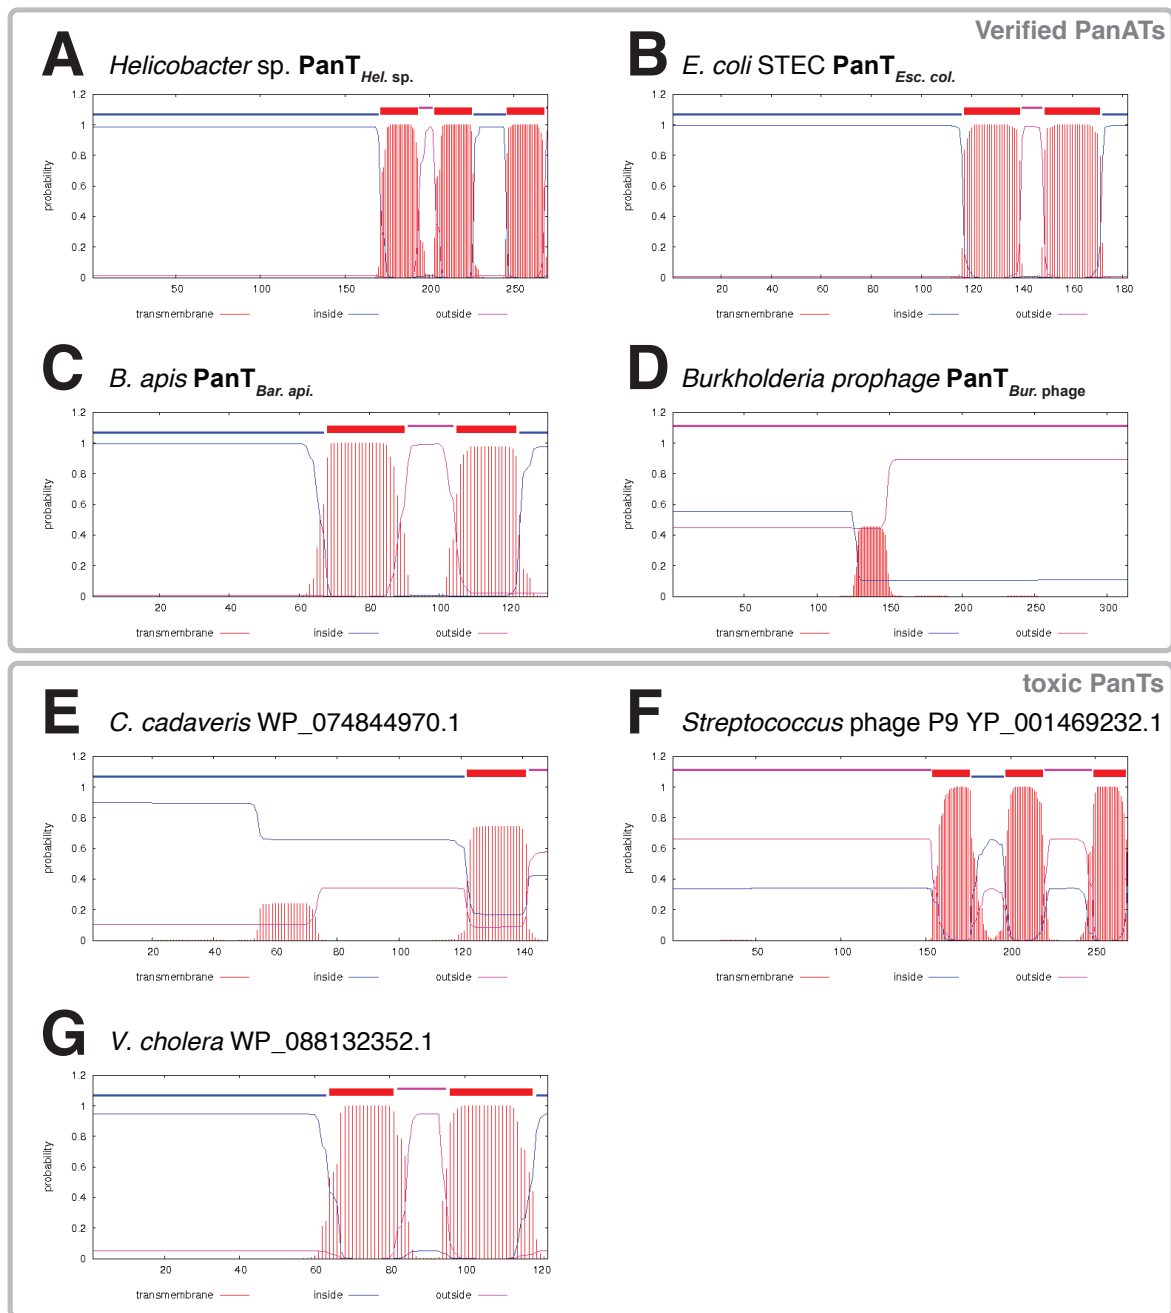 Verified PanATs
A Helicobacter sp. PanT Hel. sp.
1.2
1
0.8
0.6
0.4
0.2
0
probability
50 100 150 200 250
transmembrane inside outside
B E. coli STEC PanT Esc. col.
1.2
1
0.8
0.6
0.4
0.2
0
probability
20 40 60 80 100 120 140 160 180
transmembrane inside outside
C B. apis PanT Bar. api.
1.2
1
0.8
0.6
0.4
0.2
0
probability
20 40 60 80 100 120
transmembrane inside outside
D Burkholderia prophage PanT Bur. phage
1.2
1
0.8
0.6
0.4
0.2
0
probability
50 100 150 200 250 300
transmembrane inside outside
toxic PanTs
E C. cadaveris WP_074844970.1
1.2
1
0.8
0.6
0.4
0.2
0
probability
20 40 60 80 100 120 140
transmembrane inside outside
F Streptococcus phage P9 YP_001469232.1
1.2
1
0.8
0.6
0.4
0.2
0
probability
50 100 150 200 250
transmembrane inside outside
G V. cholera WP_088132352.1
1.2
1
0.8
0.6
0.4
0.2
0
probability
20 40 60 80 100 120
transmembrane inside outside